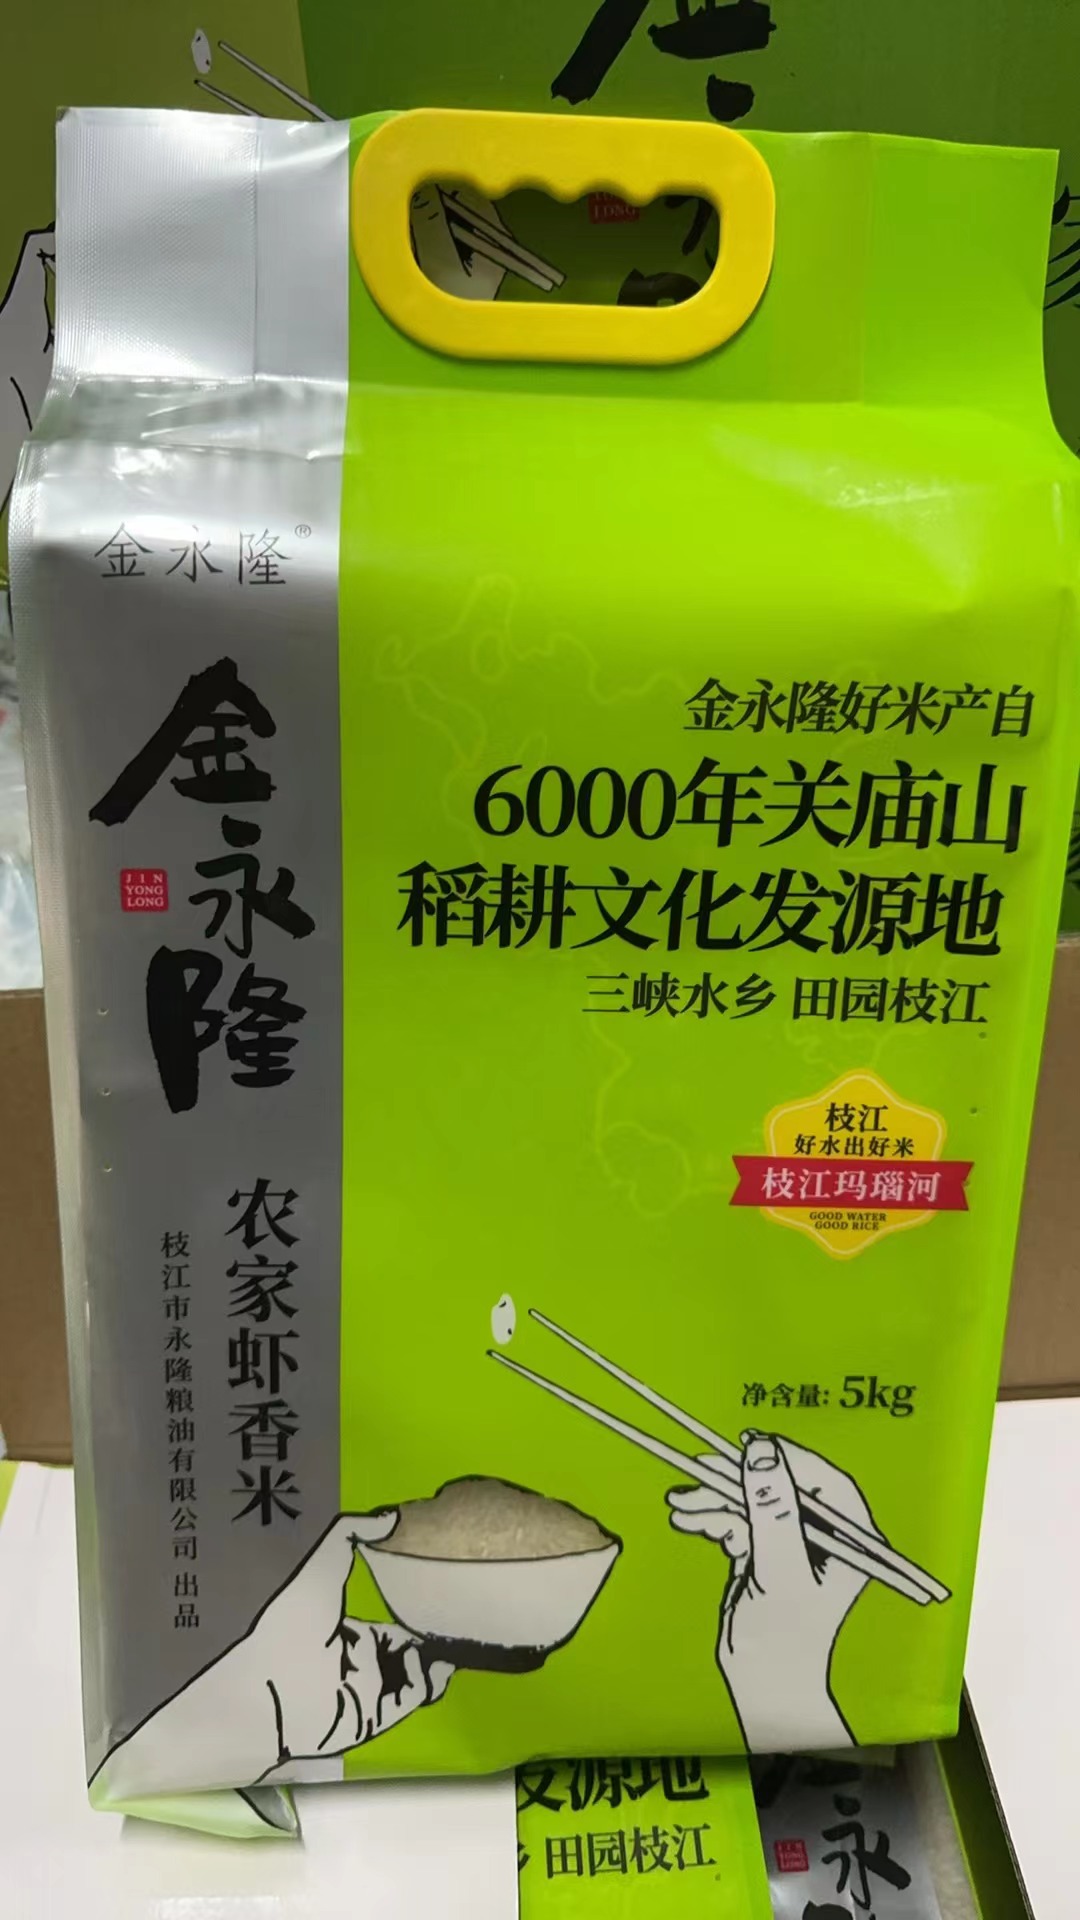 金永隆®
金永隆
JIN
YONG
LONG
农家虾香米
枝江市永隆粮油有限公司 出品
金永隆好米产自
6000年关庙山
稻耕文化发源地
三峡水乡 田园枝江
枝江
好水出好米
枝江玛瑙河
GOOD WATER
GOOD RICE
净含量: 5kg
发源地
田园枝江
永
JIN
YONG
LONG